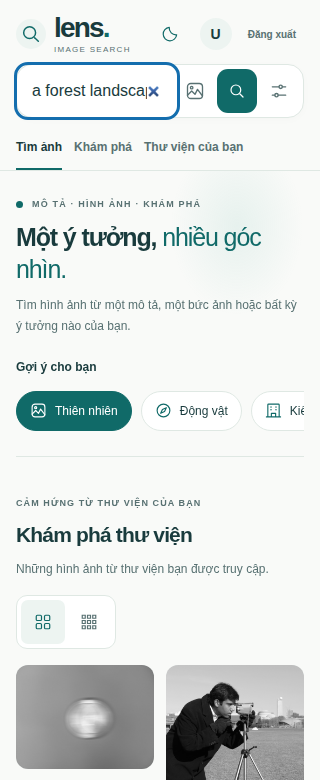 lens.
IMAGE SEARCH
U
Đăng xuất
a forest landscap
Tìm ảnh Khám phá Thư viện của bạn
MÔ TẢ · HÌNH ẢNH · KHÁM PHÁ
Một ý tưởng, nhiều góc
nhìn.
Tìm hình ảnh từ một mô tả, một bức ảnh hoặc bất kỳ
ý tưởng nào của bạn.
Gợi ý cho bạn
Thiên nhiên Động vật Kiế
CẢM HỨNG TỪ THƯ VIỆN CỦA BẠN
Khám phá thư viện
Những hình ảnh từ thư viện bạn được truy cập.